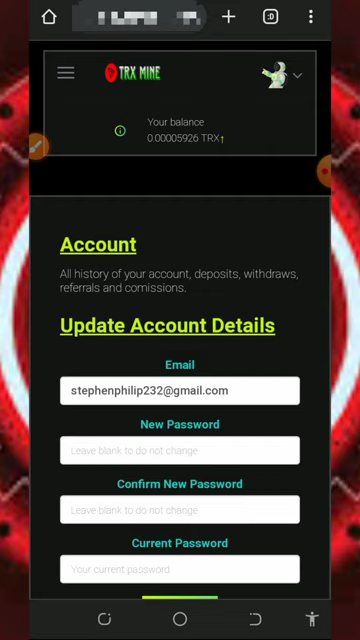 :D
TRX MINE
Your balance
0.00005926 TRX↑
Account
All history of your account, deposits, withdraws,
referrals and comissions.
Update Account Details
Email
stephenphilip232@gmail.com
New Password
Leave blank to do not change
Confirm New Password
Leave blank to do not change
Current Password
Your current password